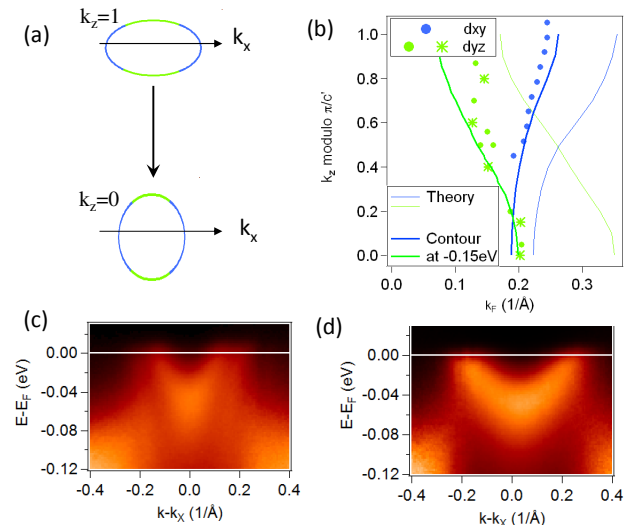 (a)
k_z=1
k_x
k_z=0
k_x
(b)
dxy
dyz
1.0
0.8
0.6
0.4
0.2
0.0
k_z modulo π/c'
Theory
Contour
at -0.15eV
0.0
0.1
0.2
0.3
k_F (1/Å)
(c)
0.00
-0.04
-0.08
-0.12
E-E_F (eV)
-0.4
-0.2
0.0
0.2
0.4
k-k_X (1/Å)
(d)
0.00
-0.04
-0.08
-0.12
E-E_F (eV)
-0.4
-0.2
0.0
0.2
0.4
k-k_X (1/Å)